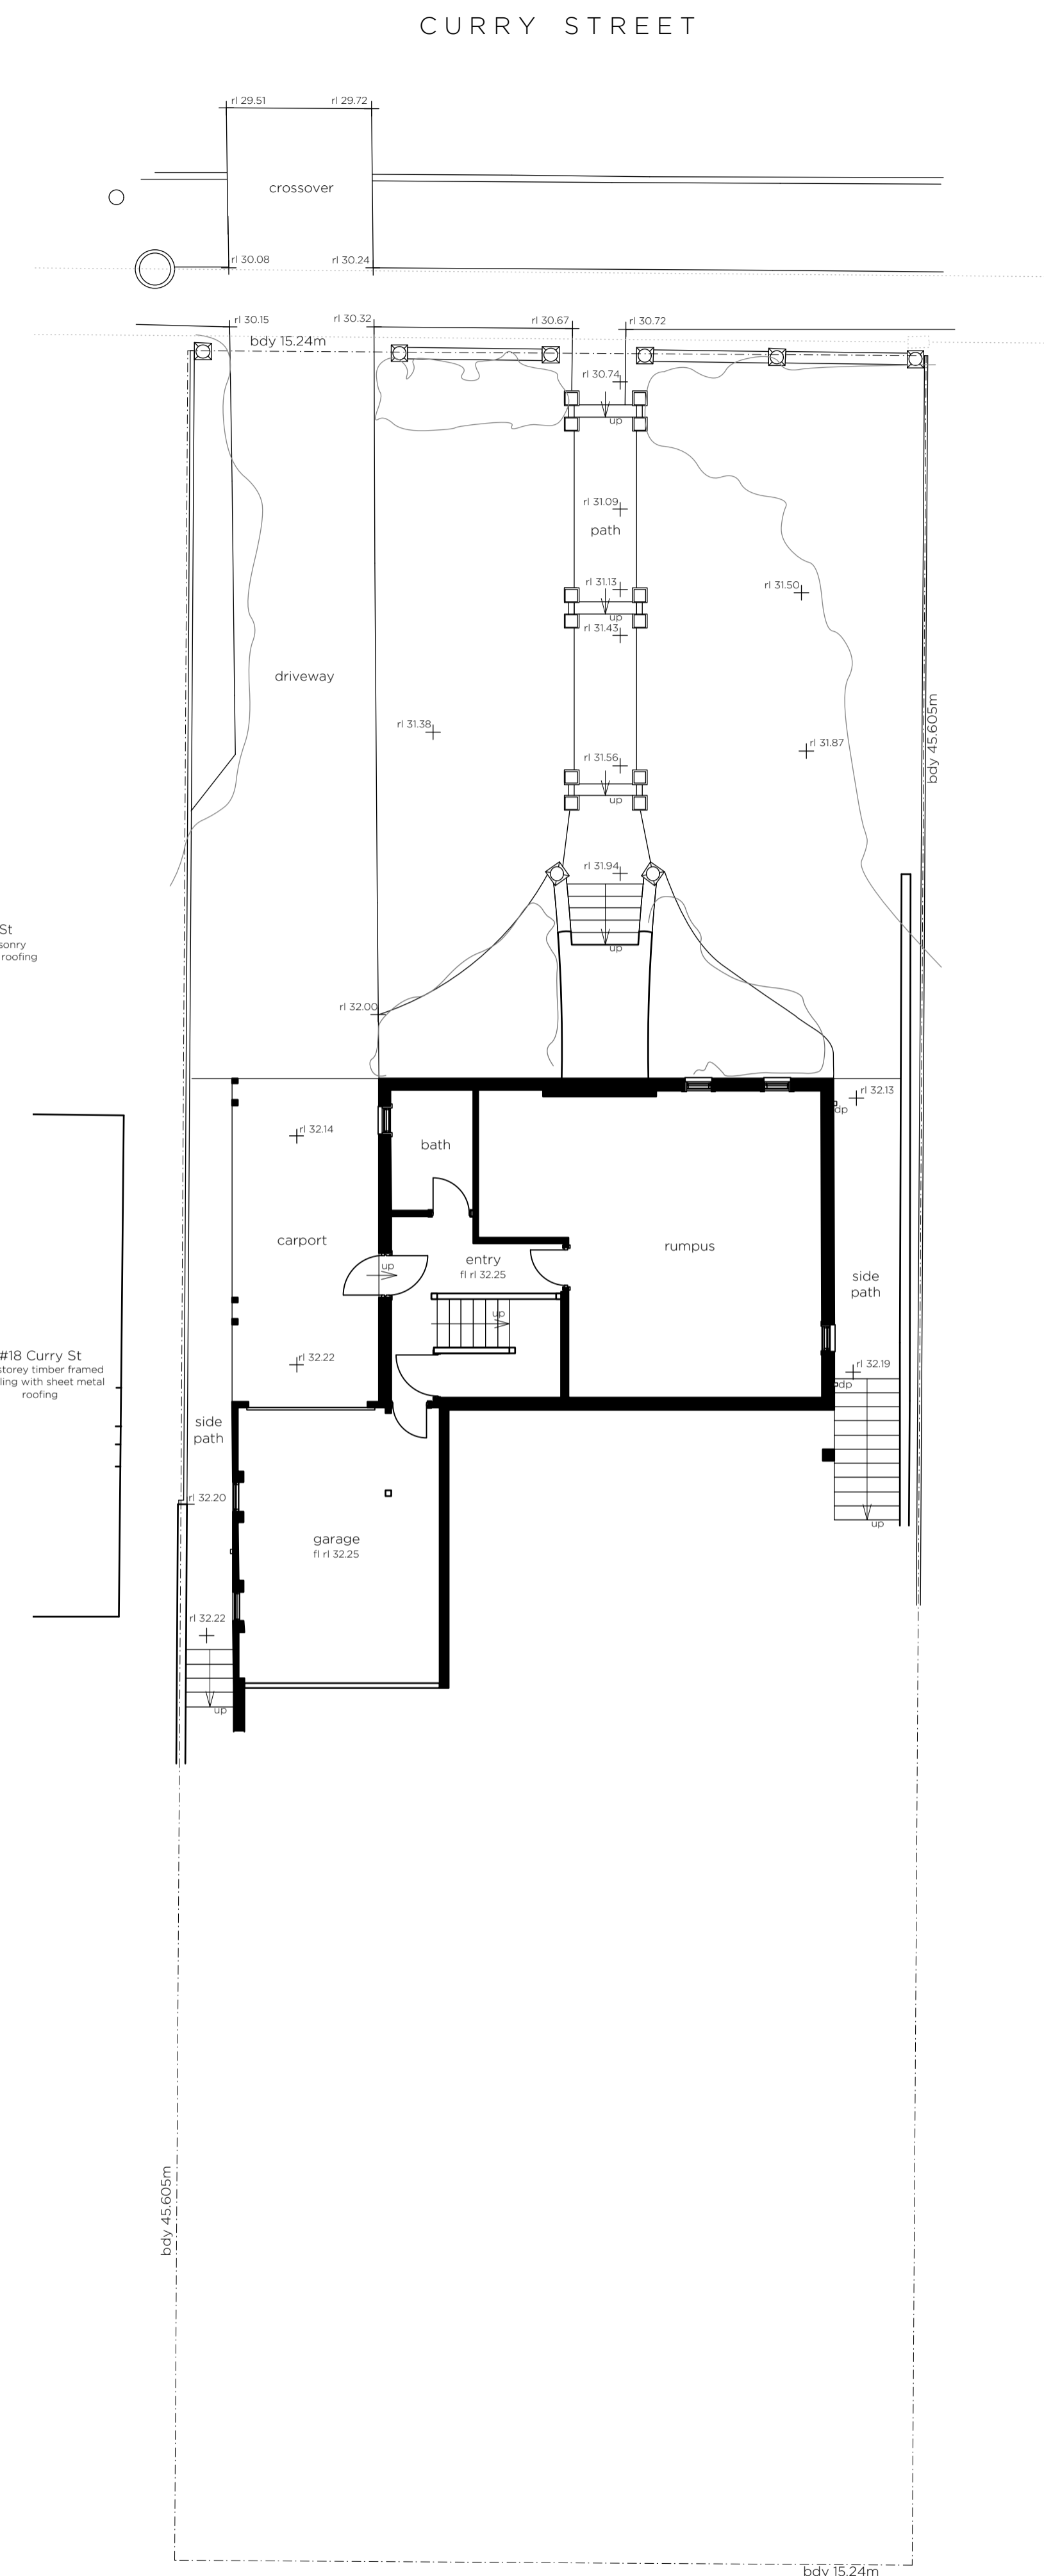 CURRY STREET
rl 29.51
rl 29.72
crossover
rl 30.08
rl 30.24
rl 30.15
rl 30.32
rl 30.67
rl 30.72
bdy 15.24m
rl 30.74
up
rl 31.09
path
rl 31.13
rl 31.50
up
rl 31.43
driveway
bdy 45.605m
rl 31.38
rl 31.87
rl 31.56
up
rl 31.94
St
sonry
roofing
up
rl 32.00
rl 32.13
dp
rl 32.14
bath
carport
rumpus
entry
fl rl 32.25
up
side
path
up
#18 Curry St
storey timber framed
ling with sheet metal
roofing
rl 32.22
rl 32.19
dp
side
path
rl 32.20
up
garage
fl rl 32.25
rl 32.22
up
bdy 45.605m
bdy 15.24m